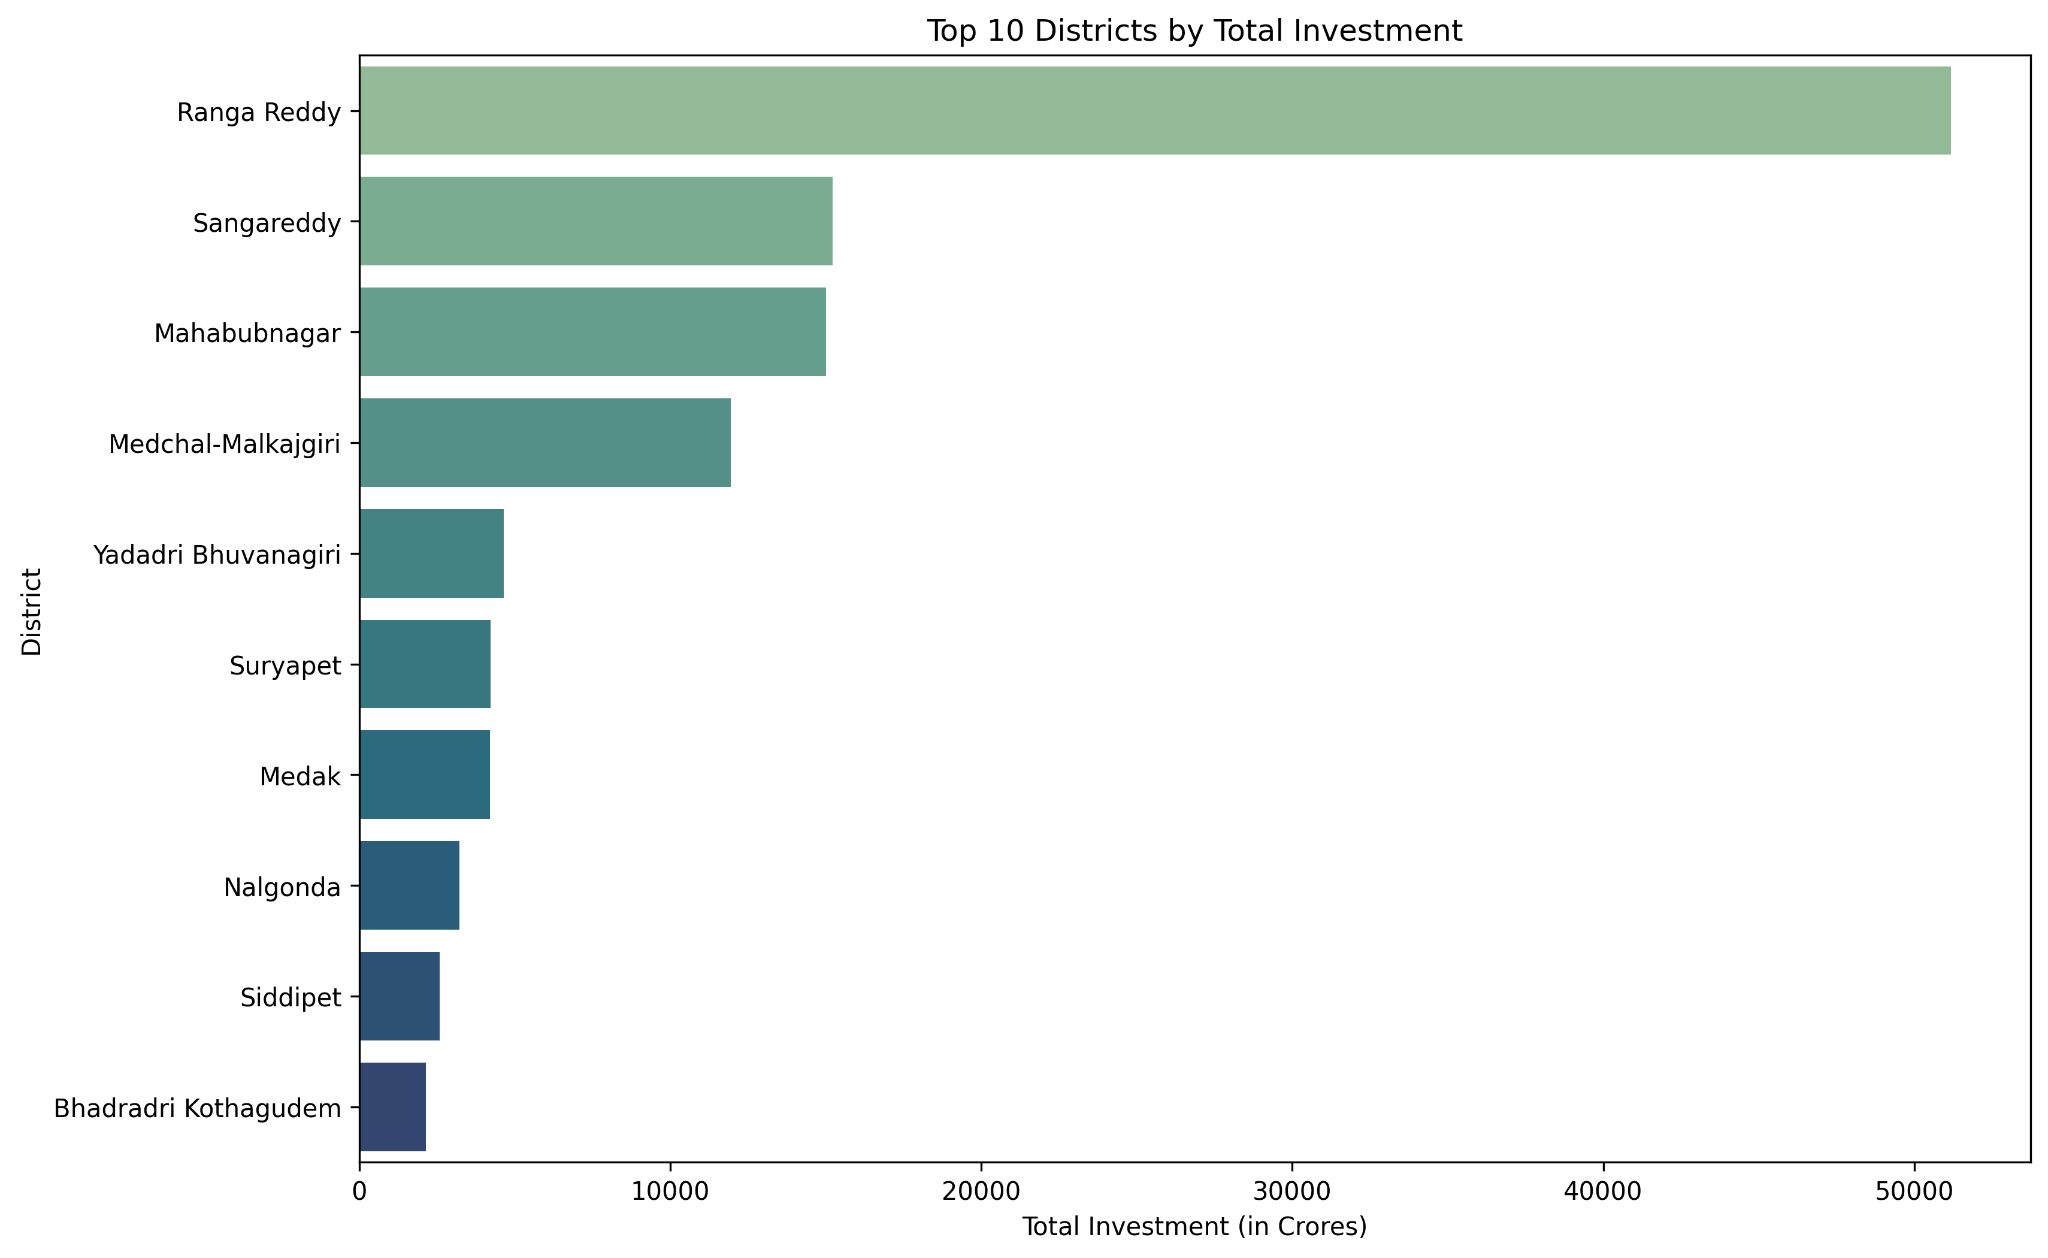 Top 10 Districts by Total Investment
Ranga Reddy
Sangareddy
Mahabubnagar
Medchal-Malkajgiri
Yadadri Bhuvanagiri
Suryapet
Medak
Nalgonda
Siddipet
Bhadradri Kothagudem
District
0 10000 20000 30000 40000 50000
Total Investment (in Crores)